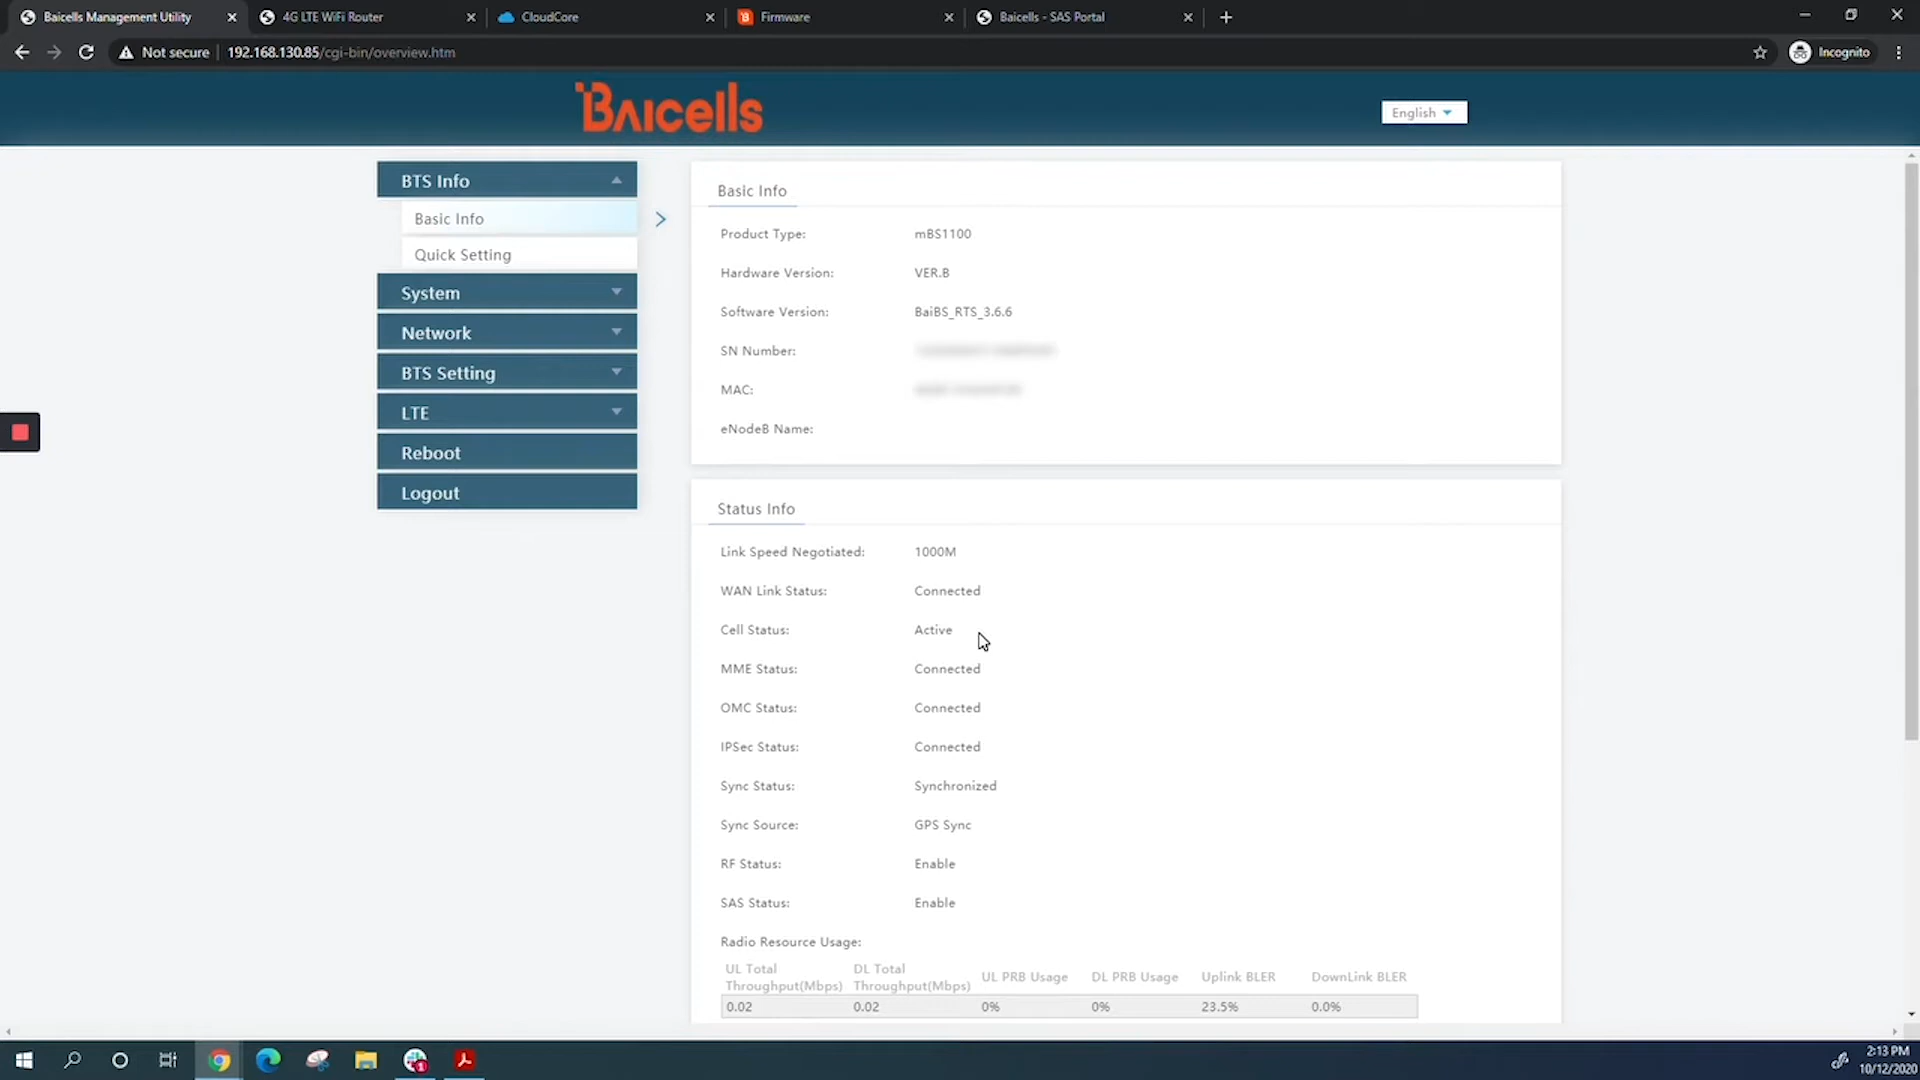 Baicells Management Utility
4G LTE WiFi Router
CloudCore
Firmware
Baicells - SAS Portal
Not secure
192.168.130.85/cgi-bin/overview.htm
Incognito
BAICELLS
English
BTS Info
Basic Info
Quick Setting
System
Network
BTS Setting
LTE
Reboot
Logout
Basic Info
Product Type: mBS1100
Hardware Version: VER.B
Software Version: BaiBS_RTS_3.6.6
SN Number:
MAC:
eNodeB Name:
Status Info
Link Speed Negotiated: 1000M
WAN Link Status: Connected
Cell Status: Active
MME Status: Connected
OMC Status: Connected
IPSec Status: Connected
Sync Status: Synchronized
Sync Source: GPS Sync
RF Status: Enable
SAS Status: Enable
Radio Resource Usage:
UL Total Throughput(Mbps) DL Total Throughput(Mbps) UL PRB Usage DL PRB Usage Uplink BLER DownLink BLER
0.02 0.02 0% 0% 23.5% 0.0%
2:13 PM
10/12/2020